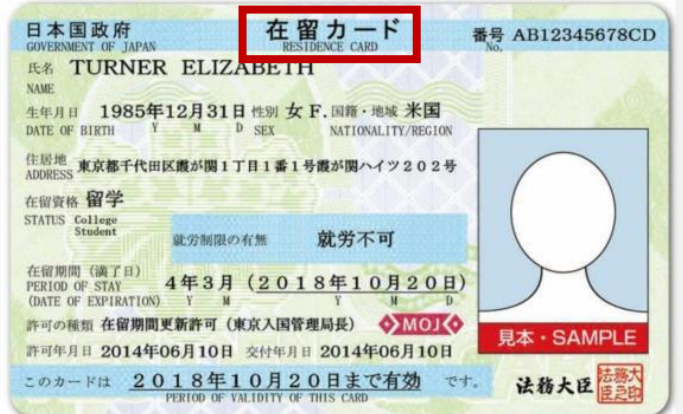 日本国政府 在留カード 番号 AB12345678CD
GOVERNMENT OF JAPAN RESIDENCE CARD No.
氏名 TURNER ELIZABETH
NAME
生年月日 1985年12月31日 性別 女 F. 国籍・地域 米国
DATE OF BIRTH Y M D SEX NATIONALITY/REGION
住居地 東京都千代田区霞が関1丁目1番1号霞が関ハイツ202号
ADDRESS
在留資格 留学
STATUS College
Student
就労制限の有無 就労不可
在留期間 (満了日)
PERIOD OF STAY 4年3月 (2018年10月20日)
(DATE OF EXPIRATION) Y M Y M D
許可の種類 在留期間更新許可 (東京入国管理局長) MOJ
見本・SAMPLE
許可年月日 2014年06月10日 交付年月日 2014年06月10日
このカードは 2018年10月20日まで有効 です。
PERIOD OF VALIDITY OF THIS CARD
法務大臣 法務大臣之印